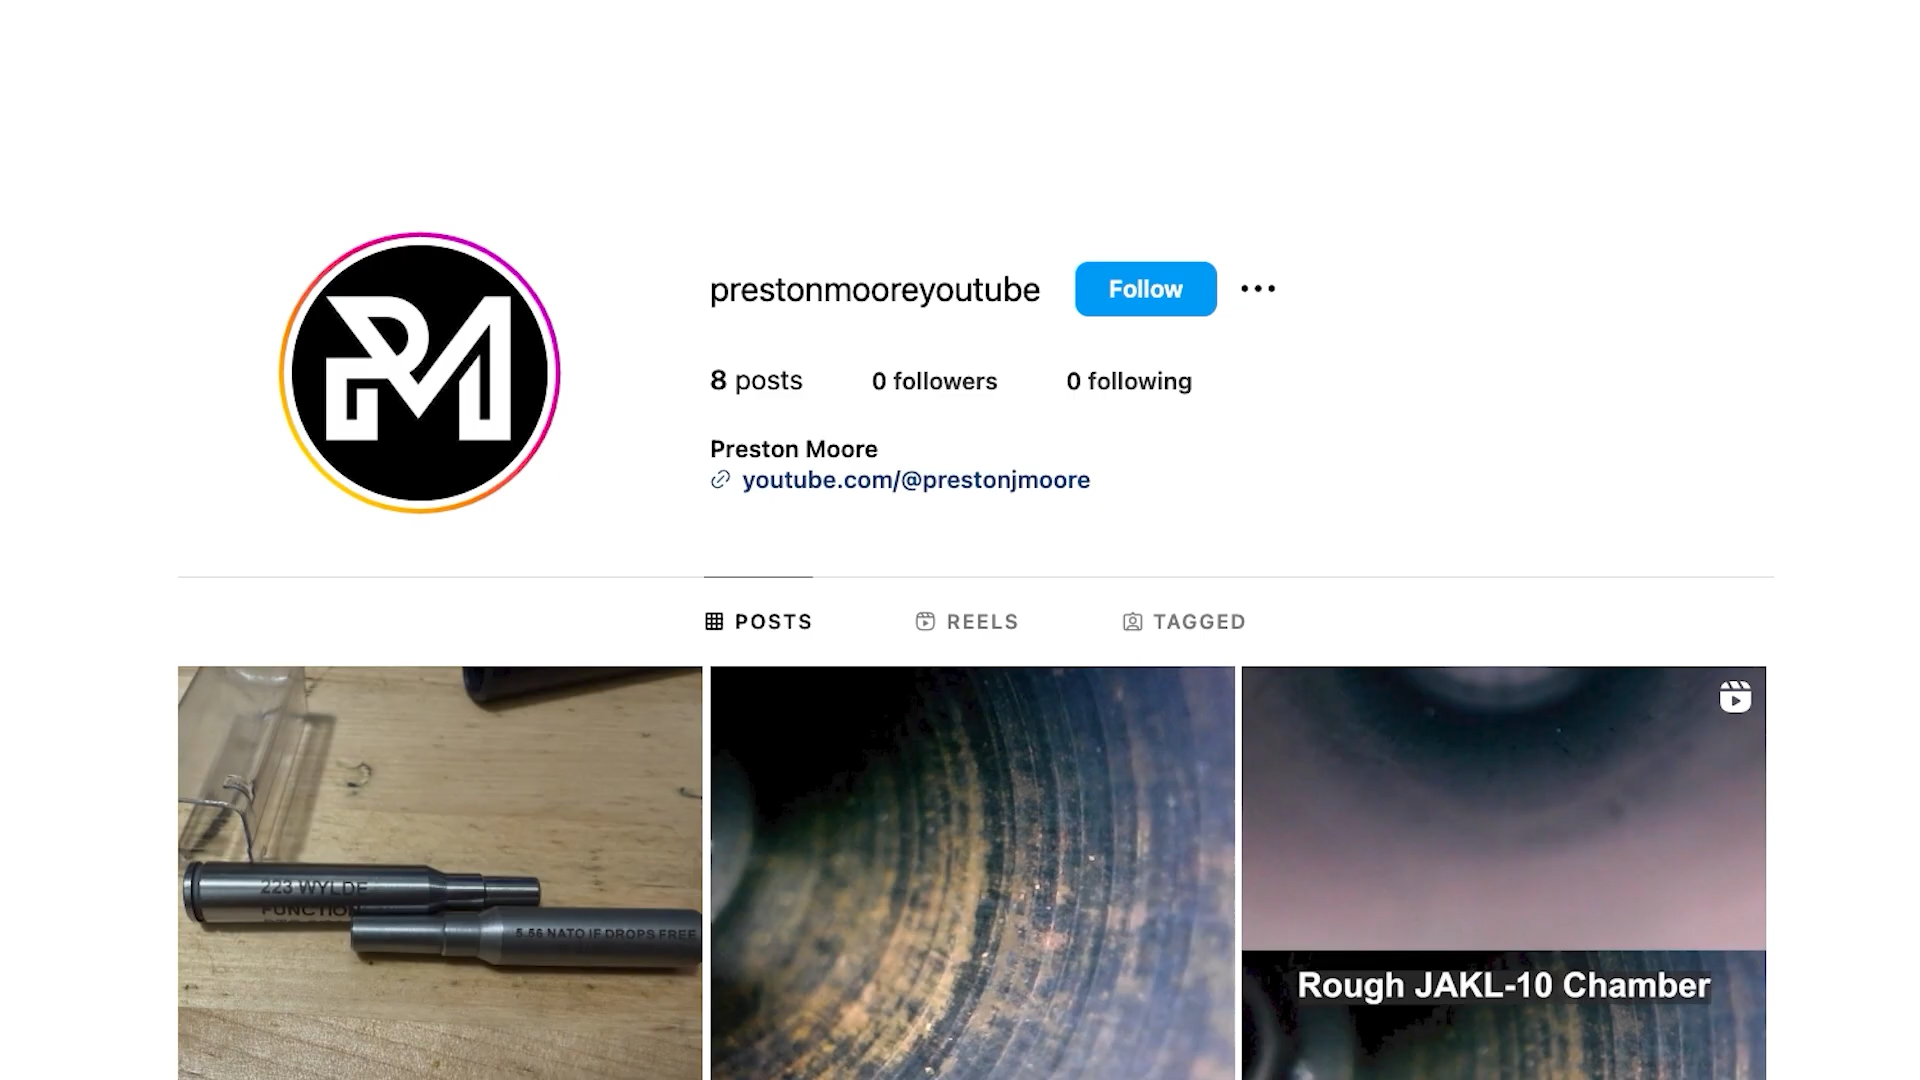 prestonmooreyoutube
Follow
8 posts
0 followers
0 following
Preston Moore
youtube.com/@prestonjmoore
POSTS
REELS
TAGGED
223 WYLDE
FUNCTION
5.56 NATO IF DROPS FREE
Rough JAKL-10 Chamber